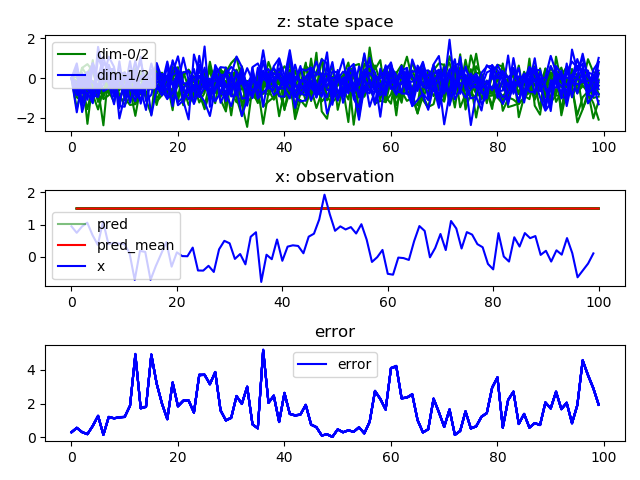 z: state space
2
0
−2
dim-0/2
dim-1/2
0 20 40 60 80 100
x: observation
2
1
0
pred
pred_mean
x
0 20 40 60 80 100
error
4
2
0
error
0 20 40 60 80 100